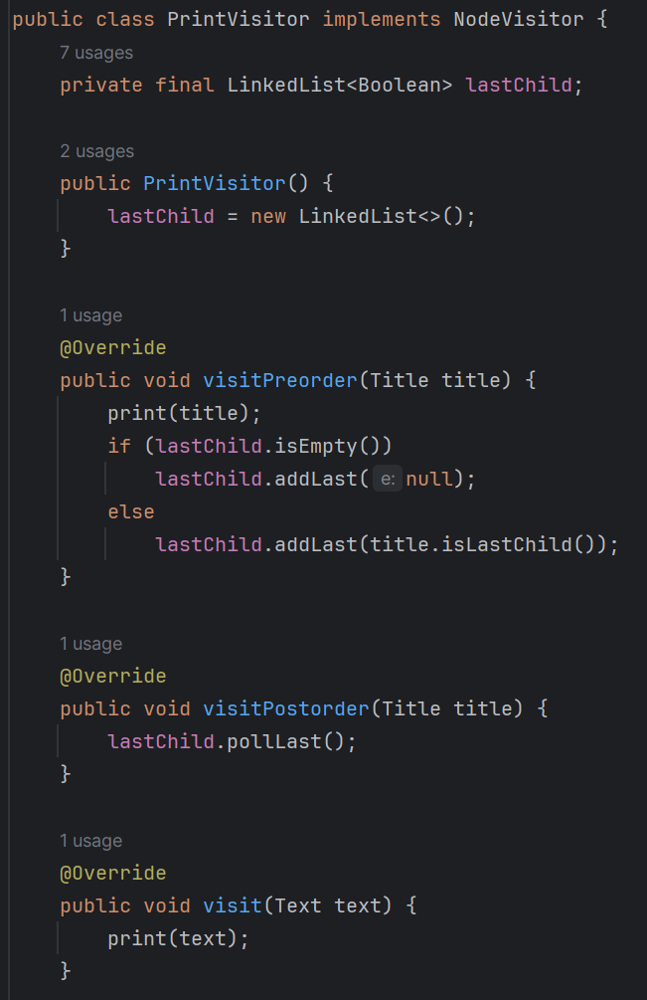 public class PrintVisitor implements NodeVisitor {
7 usages
private final LinkedList<Boolean> lastChild;
2 usages
public PrintVisitor() {
lastChild = new LinkedList<>();
}
1 usage
@Override
public void visitPreorder(Title title) {
print(title);
if (lastChild.isEmpty())
lastChild.addLast( e: null);
else
lastChild.addLast(title.isLastChild());
}
1 usage
@Override
public void visitPostorder(Title title) {
lastChild.pollLast();
}
1 usage
@Override
public void visit(Text text) {
print(text);
}